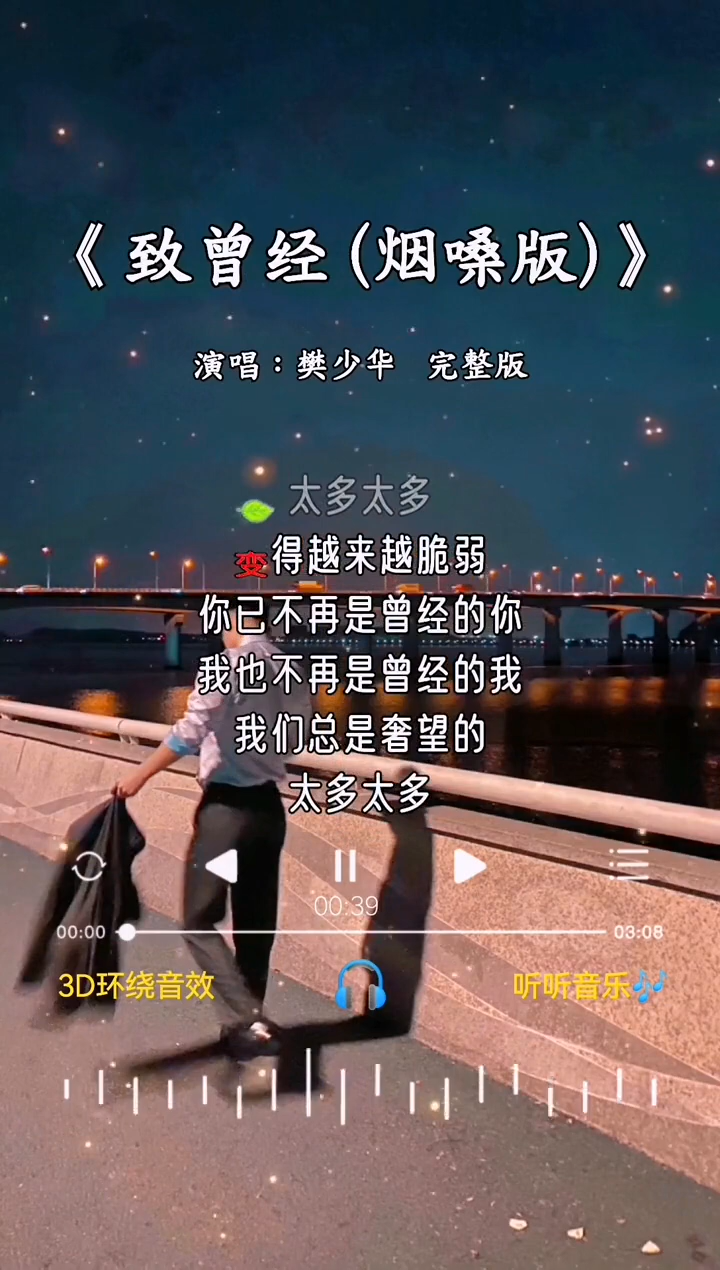 《致曾经(烟嗓版)》
演唱：樊少华 完整版
太多太多
变得越来越脆弱
你已不再是曾经的你
我也不再是曾经的我
我们总是奢望的
太多太多
00:39
00:00 03:08
3D环绕音效 听听音乐